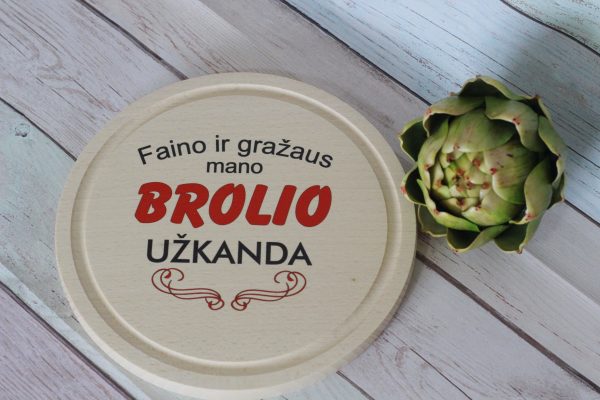 Faino ir gražaus
mano
BROLIO
UŽKANDA